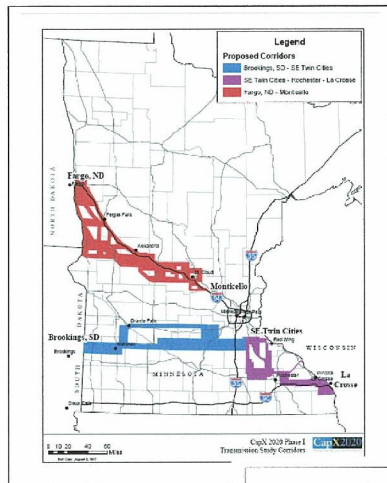 Legend
Proposed Corridors
Brookings, SD - SE Twin Cities
SE Twin Cities - Rochester - La Crosse
Fargo, ND - Monticello
Fargo, ND
NORTH DAKOTA
Fergus Falls
Alexandria
St. Cloud
Monticello
Granite Falls
Brookings, SD
Brookings
SE Twin Cities
Red Wing
WISCONSIN
SOUTH DAKOTA
MINNESOTA
Rochester
Winona
La Crosse
Sioux Falls
0 10 20 40 60
Miles
CapX 2020 Phase I
Transmission Study Corridors
CapX2020